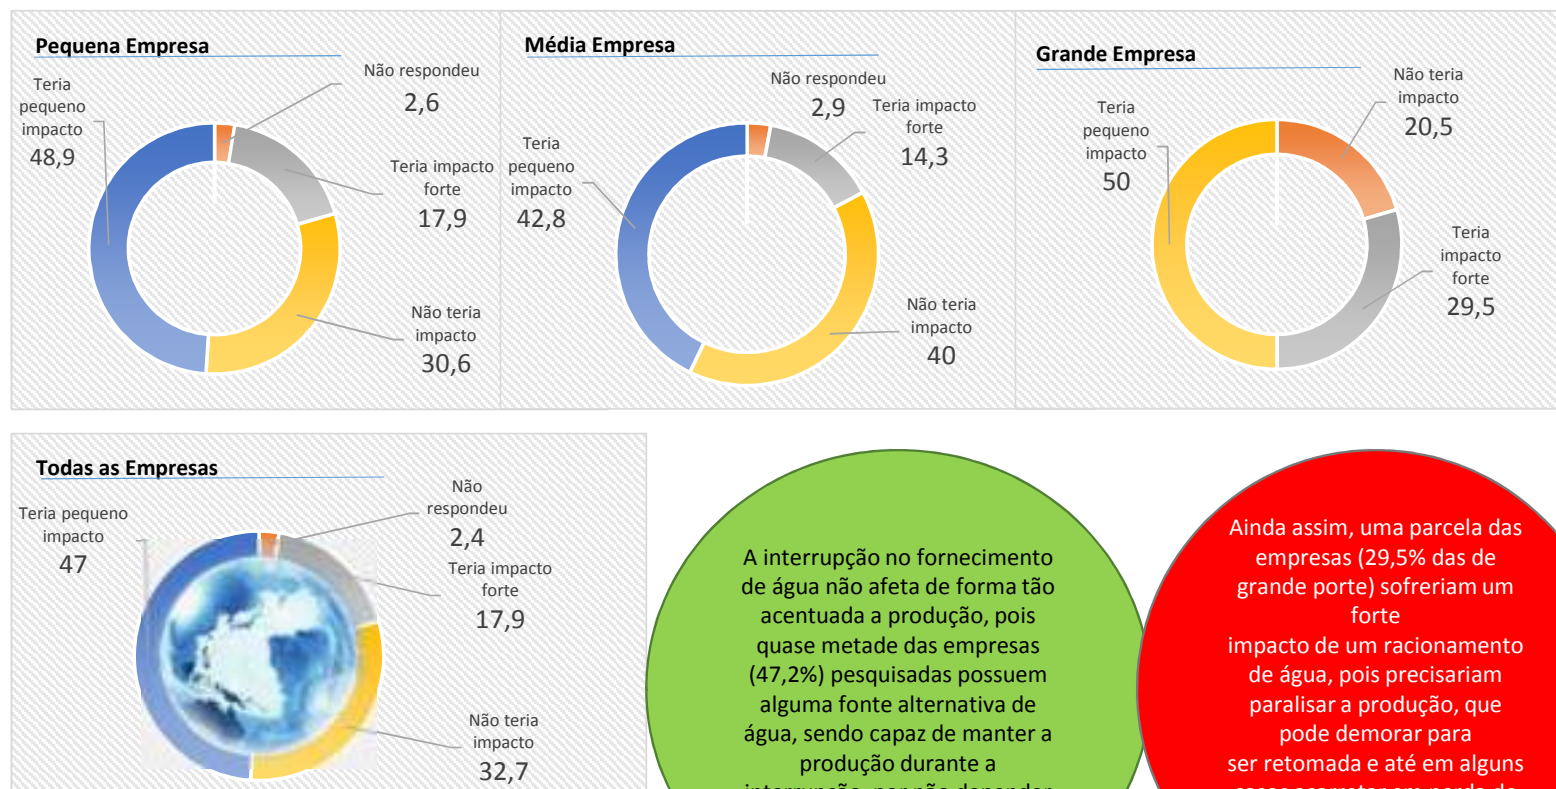 Pequena Empresa
Teria
pequeno
impacto
48,9
Não respondeu
2,6
Teria impacto
forte
17,9
Não teria
impacto
30,6
Média Empresa
Teria
pequeno
impacto
42,8
Não respondeu
2,9
Teria impacto
forte
14,3
Não teria
impacto
40
Grande Empresa
Teria
pequeno
impacto
50
Não teria
impacto
20,5
Teria
impacto
forte
29,5
Todas as Empresas
Teria pequeno
impacto
47
Não
respondeu
2,4
Teria impacto
forte
17,9
Não teria
impacto
32,7
A interrupção no fornecimento
de água não afeta de forma tão
acentuada a produção, pois
quase metade das empresas
(47,2%) pesquisadas possuem
alguma fonte alternativa de
água, sendo capaz de manter a
produção durante a
interrupção, por não depender
Ainda assim, uma parcela das
empresas (29,5% das de
grande porte) sofreriam um
forte
impacto de um racionamento
de água, pois precisariam
paralisar a produção, que
pode demorar para
ser retomada e até em alguns